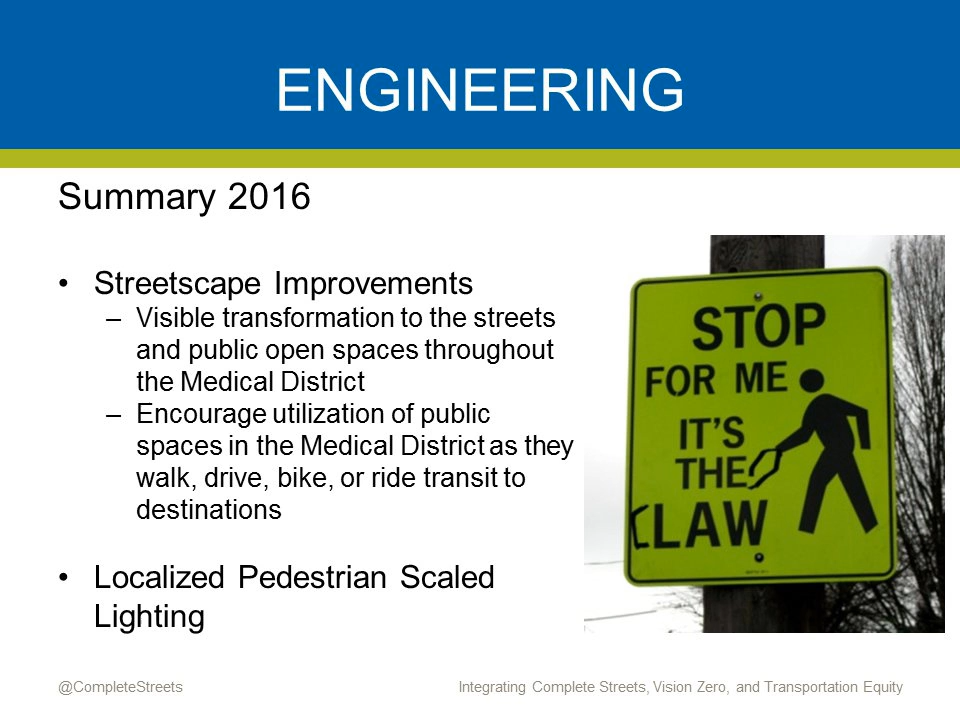 ENGINEERING
Summary 2016
• Streetscape Improvements
– Visible transformation to the streets
and public open spaces throughout
the Medical District
– Encourage utilization of public
spaces in the Medical District as they
walk, drive, bike, or ride transit to
destinations
• Localized Pedestrian Scaled
Lighting
STOP
FOR ME
IT'S
THE
CLAW
@CompleteStreets
Integrating Complete Streets, Vision Zero, and Transportation Equity